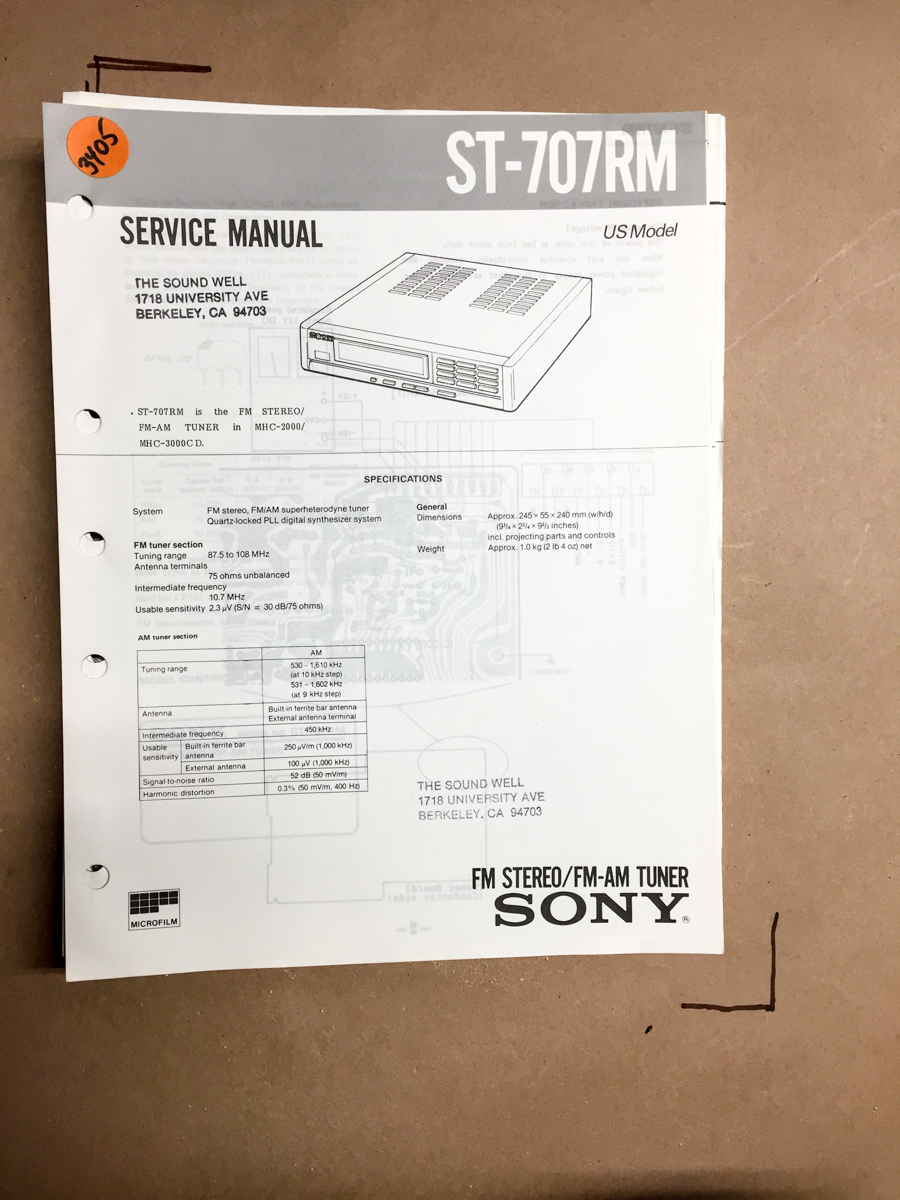 3405
ST-707RM
SERVICE MANUAL
US Model
THE SOUND WELL
1718 UNIVERSITY AVE
BERKELEY, CA 94703
SONY
• ST-707RM is the FM STEREO/
FM-AM TUNER in MHC-2000/
MHC-3000CD.
SPECIFICATIONS
System FM stereo, FM/AM superheterodyne tuner
Quartz-locked PLL digital synthesizer system
FM tuner section
Tuning range 87.5 to 108 MHz
Antenna terminals
75 ohms unbalanced
Intermediate frequency
10.7 MHz
Usable sensitivity 2.3 µV (S/N = 30 dB/75 ohms)
General
Dimensions Approx. 245 × 55 × 240 mm (w/h/d)
(9¾ × 2¼ × 9½ inches)
incl. projecting parts and controls
Weight Approx. 1.0 kg (2 lb 4 oz) net
AM tuner section
AM
Tuning range 530 - 1,610 kHz
(at 10 kHz step)
531 - 1,602 kHz
(at 9 kHz step)
Antenna Built-in ferrite bar antenna
External antenna terminal
Intermediate frequency 450 kHz
Usable sensitivity Built-in ferrite bar antenna 250 µV/m (1,000 kHz)
External antenna 100 µV (1,000 kHz)
Signal-to-noise ratio 52 dB (50 mV/m)
Harmonic distortion 0.3% (50 mV/m, 400 Hz)
THE SOUND WELL
1718 UNIVERSITY AVE
BERKELEY, CA 94703
FM STEREO/FM-AM TUNER
SONY®
MICROFILM